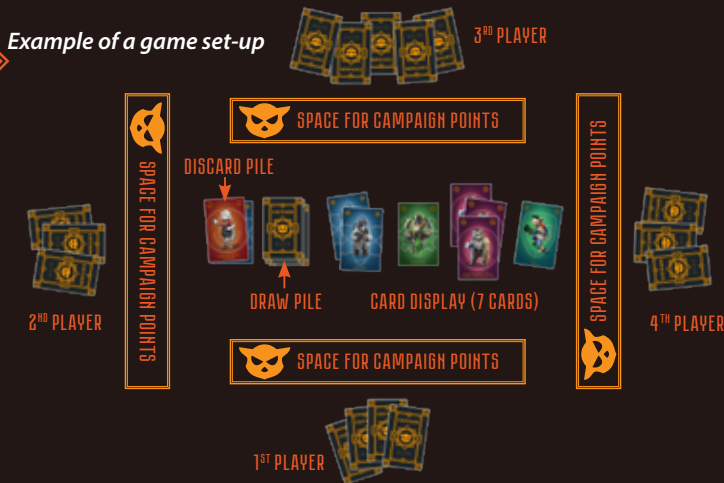 Example of a game set-up
3RD PLAYER
SPACE FOR CAMPAIGN POINTS
SPACE FOR CAMPAIGN POINTS
SPACE FOR CAMPAIGN POINTS
DISCARD PILE
DRAW PILE
CARD DISPLAY (7 CARDS)
2ND PLAYER
4TH PLAYER
SPACE FOR CAMPAIGN POINTS
1ST PLAYER